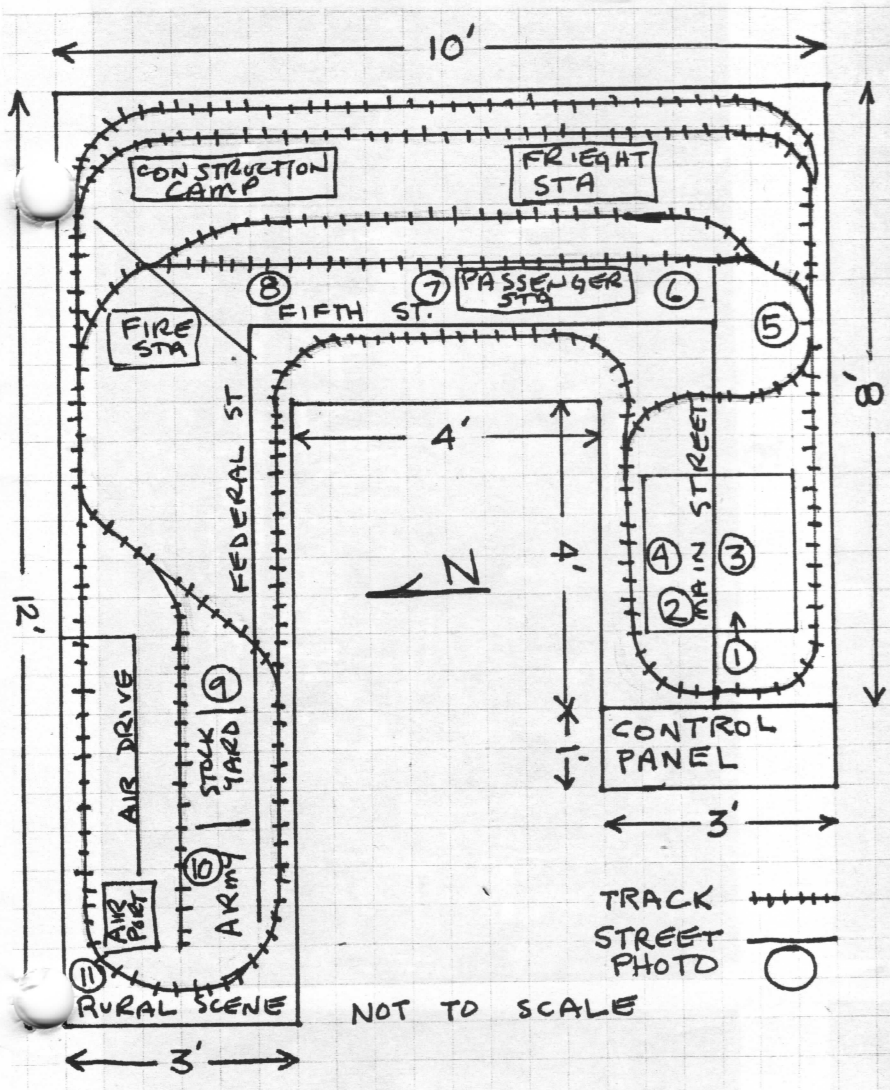 10'
CONSTRUCTION
CAMP
FRIEGHT
STA
8
7
PASSENGER
STA
6
FIFTH ST.
5
FIRE
STA
8'
FEDERAL ST
4'
MAIN STREET
4'
N
12'
4
3
2
1
9
STOCK
YARD
AIR DRIVE
CONTROL
PANEL
1'
3'
10
ARMY
AIR
PORT
TRACK
STREET
PHOTO
11
RURAL SCENE
NOT TO SCALE
3'